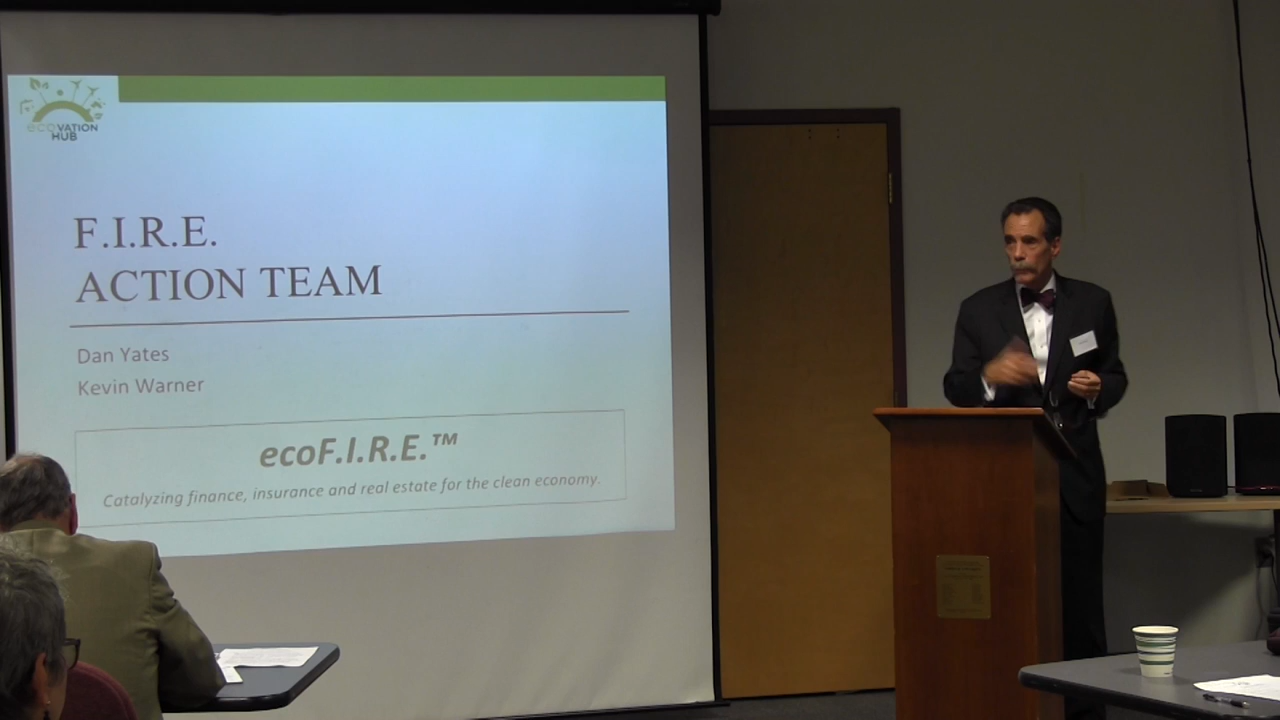 ecoVATION
HUB
F.I.R.E.
ACTION TEAM
Dan Yates
Kevin Warner
ecoF.I.R.E.™
Catalyzing finance, insurance and real estate for the clean economy.